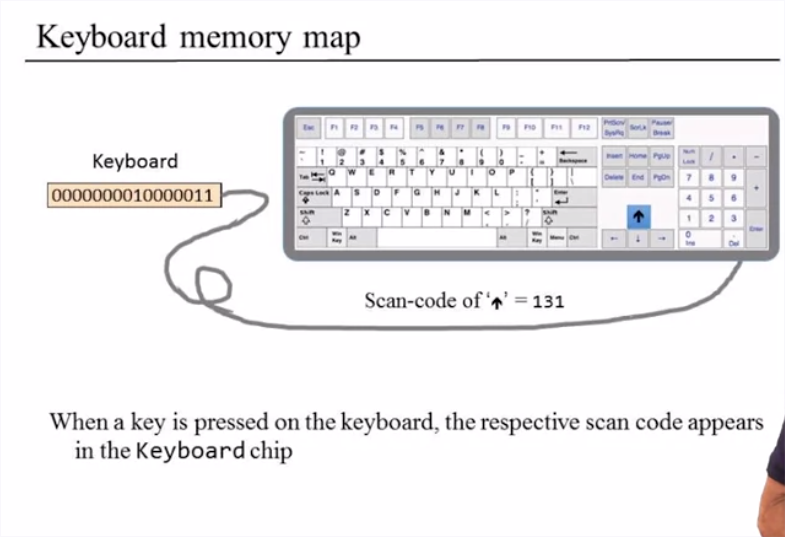 Keyboard memory map
Keyboard
0000000010000011
Esc F1 F2 F3 F4 F5 F6 F7 F8 F9 F10 F11 F12 PrtScn/ SysRq ScrLk Pause/ Break
~ ! @ # $ % ^ & * ( ) _ + Backspace Insert Home PgUp Num Lock / * −
` 1 2 3 4 5 6 7 8 9 0 - =
Tab Q W E R T Y U I O P { } | Delete End PgDn 7 8 9 +
[ ] \
Caps Lock A S D F G H J K L : " Enter 4 5 6
; '
Shift Z X C V B N M < > ? Shift ↑ 1 2 3 Enter
, . /
Ctrl Win Key Alt Alt Win Key Menu Ctrl ← ↓ → 0 Ins . Del
Scan-code of ‘↑’ = 131
When a key is pressed on the keyboard, the respective scan code appears
in the Keyboard chip